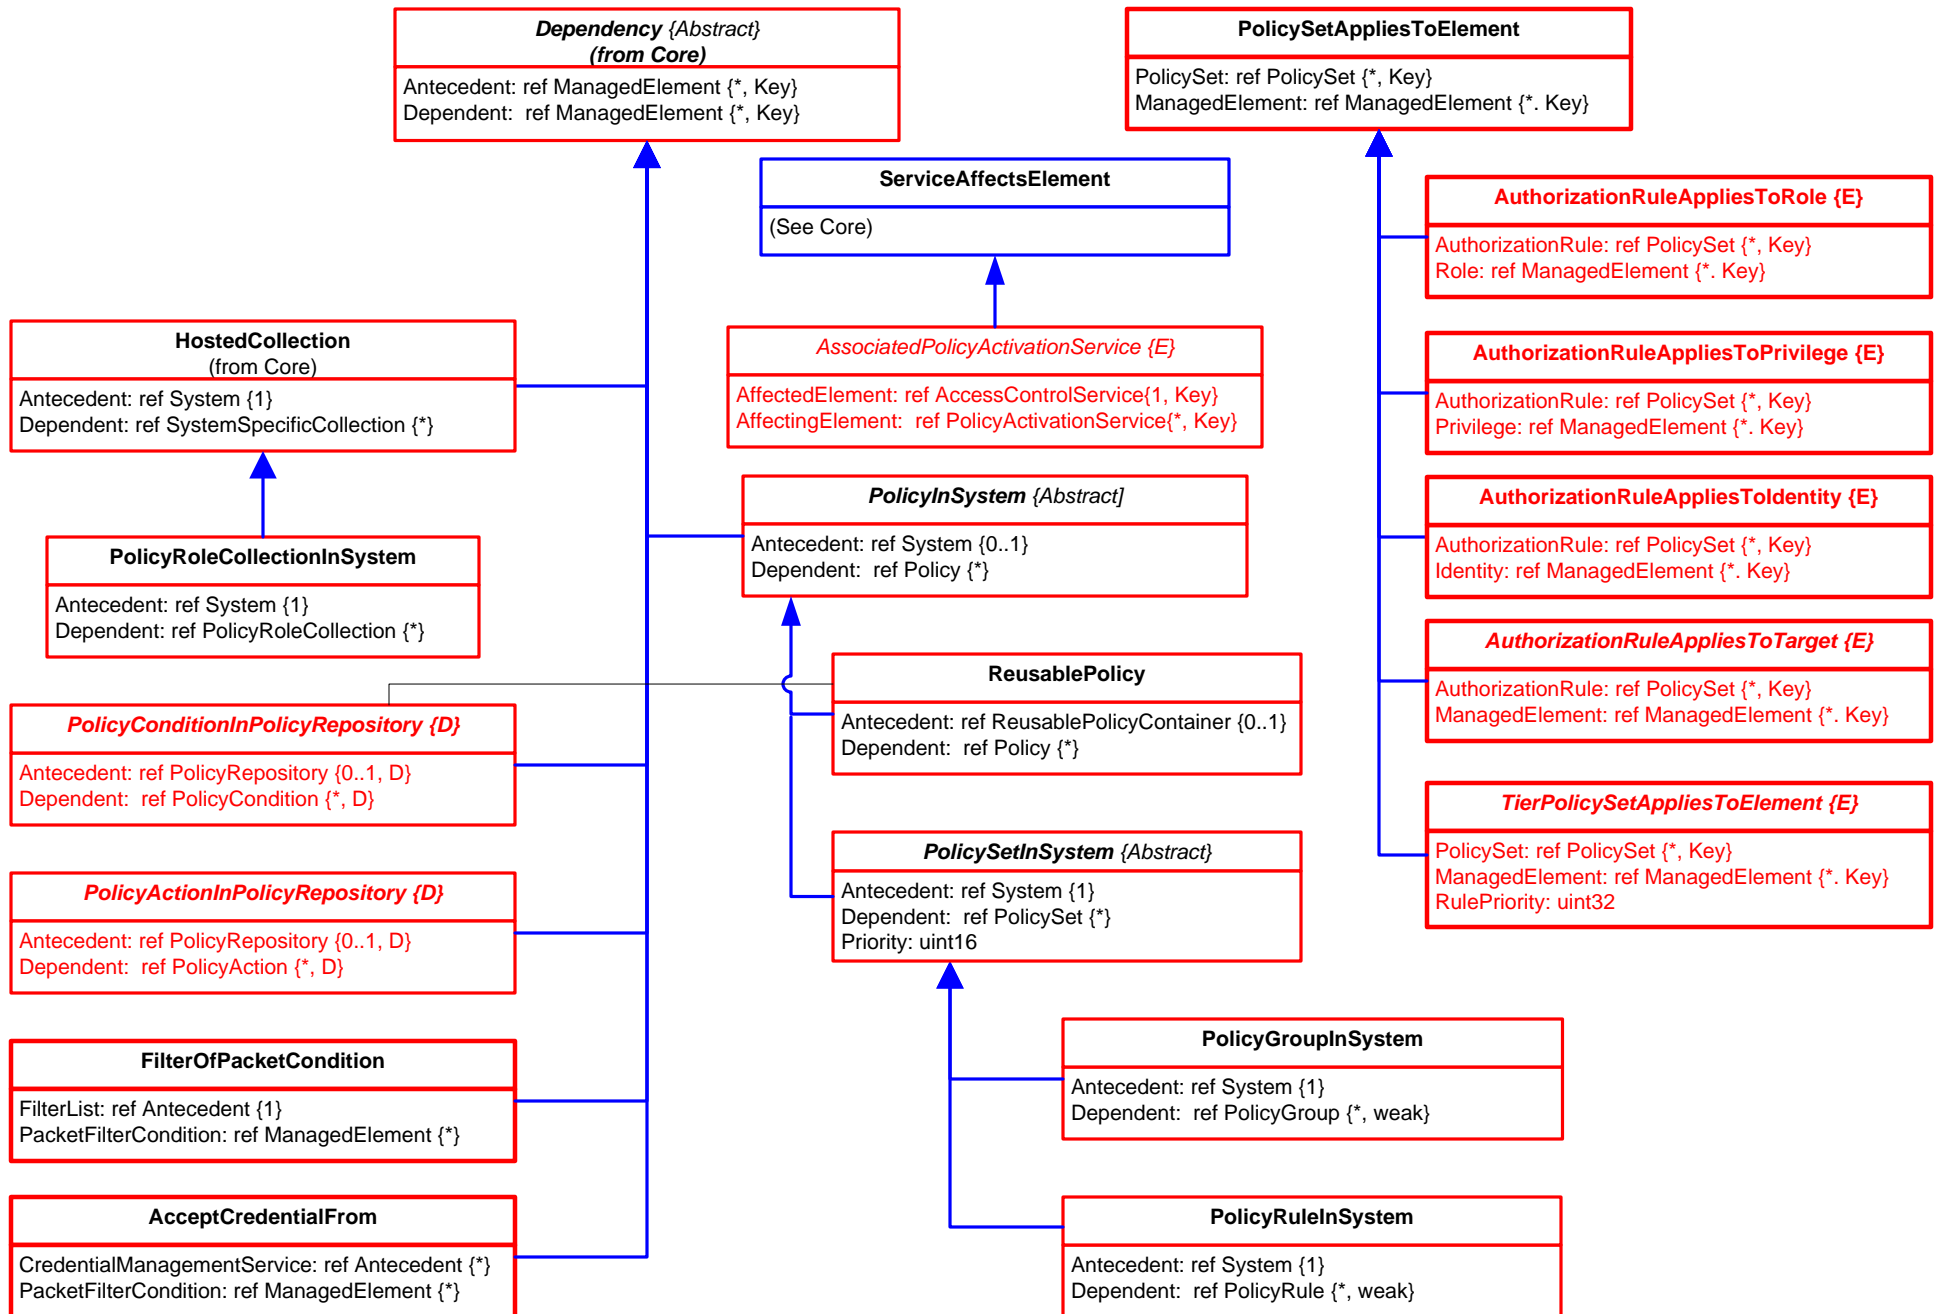 Dependency {Abstract}
(from Core)
Antecedent: ref ManagedElement {*, Key}
Dependent: ref ManagedElement {*, Key}
PolicySetAppliesToElement
PolicySet: ref PolicySet {*, Key}
ManagedElement: ref ManagedElement {*. Key}
ServiceAffectsElement
(See Core)
AuthorizationRuleAppliesToRole {E}
AuthorizationRule: ref PolicySet {*, Key}
Role: ref ManagedElement {*. Key}
HostedCollection
(from Core)
Antecedent: ref System {1}
Dependent: ref SystemSpecificCollection {*}
AssociatedPolicyActivationService {E}
AffectedElement: ref AccessControlService{1, Key}
AffectingElement: ref PolicyActivationService{*, Key}
AuthorizationRuleAppliesToPrivilege {E}
AuthorizationRule: ref PolicySet {*, Key}
Privilege: ref ManagedElement {*. Key}
PolicyInSystem {Abstract]
Antecedent: ref System {0..1}
Dependent: ref Policy {*}
AuthorizationRuleAppliesToIdentity {E}
AuthorizationRule: ref PolicySet {*, Key}
Identity: ref ManagedElement {*. Key}
PolicyRoleCollectionInSystem
Antecedent: ref System {1}
Dependent: ref PolicyRoleCollection {*}
AuthorizationRuleAppliesToTarget {E}
AuthorizationRule: ref PolicySet {*, Key}
ManagedElement: ref ManagedElement {*. Key}
ReusablePolicy
Antecedent: ref ReusablePolicyContainer {0..1}
Dependent: ref Policy {*}
PolicyConditionInPolicyRepository {D}
Antecedent: ref PolicyRepository {0..1, D}
Dependent: ref PolicyCondition {*, D}
TierPolicySetAppliesToElement {E}
PolicySet: ref PolicySet {*, Key}
ManagedElement: ref ManagedElement {*. Key}
RulePriority: uint32
PolicySetInSystem {Abstract}
Antecedent: ref System {1}
Dependent: ref PolicySet {*}
Priority: uint16
PolicyActionInPolicyRepository {D}
Antecedent: ref PolicyRepository {0..1, D}
Dependent: ref PolicyAction {*, D}
PolicyGroupInSystem
Antecedent: ref System {1}
Dependent: ref PolicyGroup {*, weak}
FilterOfPacketCondition
FilterList: ref Antecedent {1}
PacketFilterCondition: ref ManagedElement {*}
AcceptCredentialFrom
CredentialManagementService: ref Antecedent {*}
PacketFilterCondition: ref ManagedElement {*}
PolicyRuleInSystem
Antecedent: ref System {1}
Dependent: ref PolicyRule {*, weak}